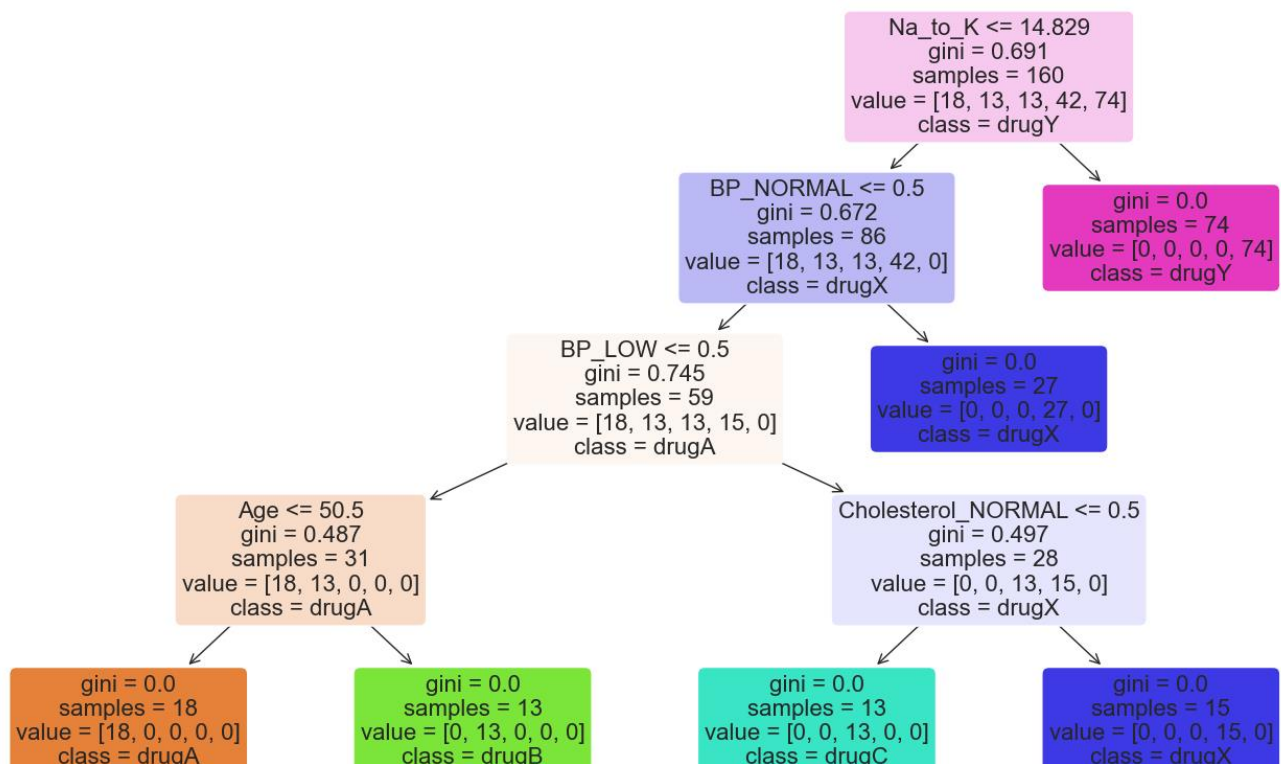 Na_to_K <= 14.829
gini = 0.691
samples = 160
value = [18, 13, 13, 42, 74]
class = drugY
BP_NORMAL <= 0.5
gini = 0.672
samples = 86
value = [18, 13, 13, 42, 0]
class = drugX
gini = 0.0
samples = 74
value = [0, 0, 0, 0, 74]
class = drugY
BP_LOW <= 0.5
gini = 0.745
samples = 59
value = [18, 13, 13, 15, 0]
class = drugA
gini = 0.0
samples = 27
value = [0, 0, 0, 27, 0]
class = drugX
Age <= 50.5
gini = 0.487
samples = 31
value = [18, 13, 0, 0, 0]
class = drugA
Cholesterol_NORMAL <= 0.5
gini = 0.497
samples = 28
value = [0, 0, 13, 15, 0]
class = drugX
gini = 0.0
samples = 18
value = [18, 0, 0, 0, 0]
class = drugA
gini = 0.0
samples = 13
value = [0, 13, 0, 0, 0]
class = drugB
gini = 0.0
samples = 13
value = [0, 0, 13, 0, 0]
class = drugC
gini = 0.0
samples = 15
value = [0, 0, 0, 15, 0]
class = drugX